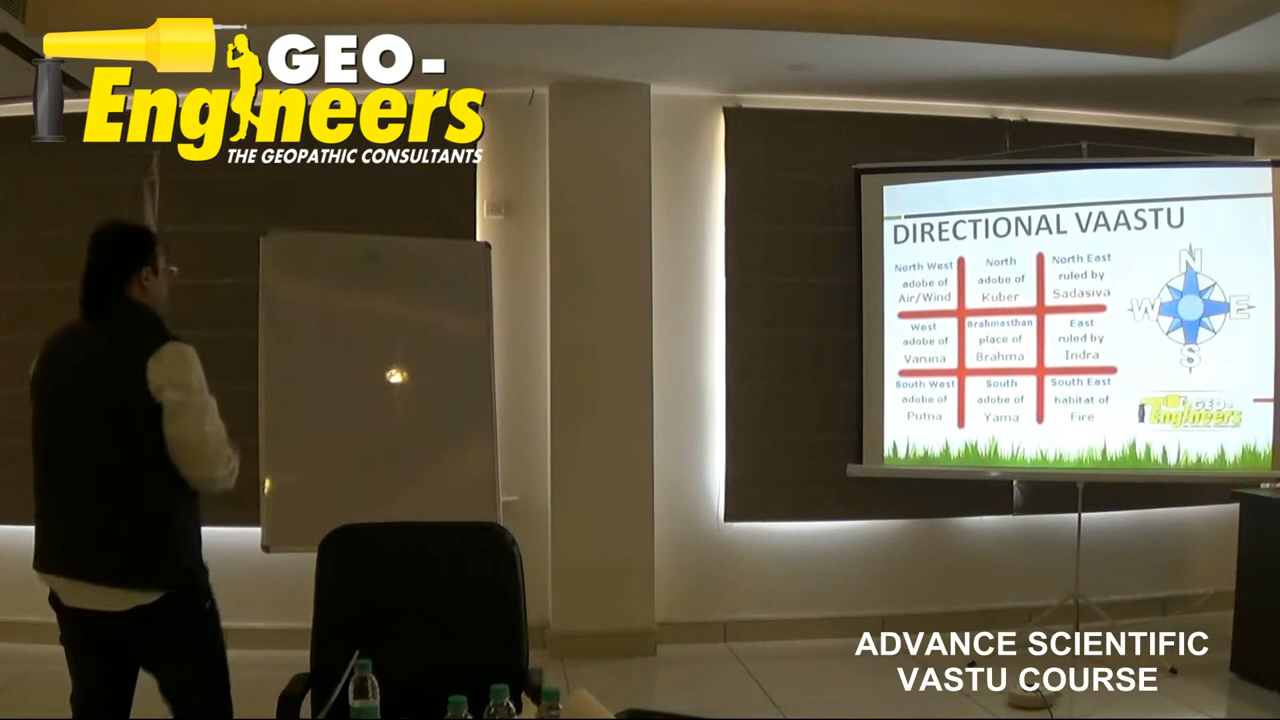 GEO-
Engineers
THE GEOPATHIC CONSULTANTS
DIRECTIONAL VAASTU
North West
adobe of
Air/Wind
North
adobe of
Kuber
North East
ruled by
Sadasiva
West
adobe of
Varuna
Brahmasthan
place of
Brahma
East
ruled by
Indra
South West
adobe of
Putna
South
adobe of
Yama
South East
habitat of
Fire
N
W
E
S
GEO-
Engineers
ADVANCE SCIENTIFIC
VASTU COURSE